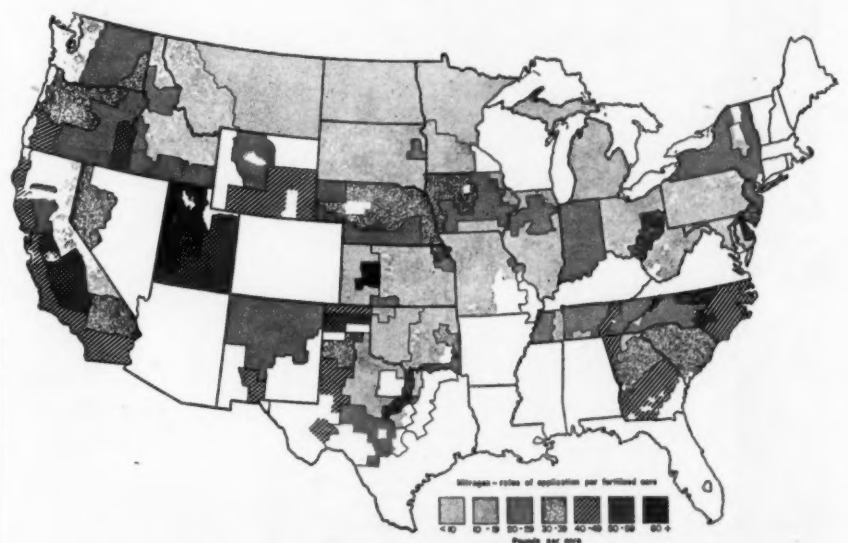 Nitrogen - rates of application per fertilized acre
<10 10-19 20-29 30-39 40-49 50-59 60+
Pounds per acre